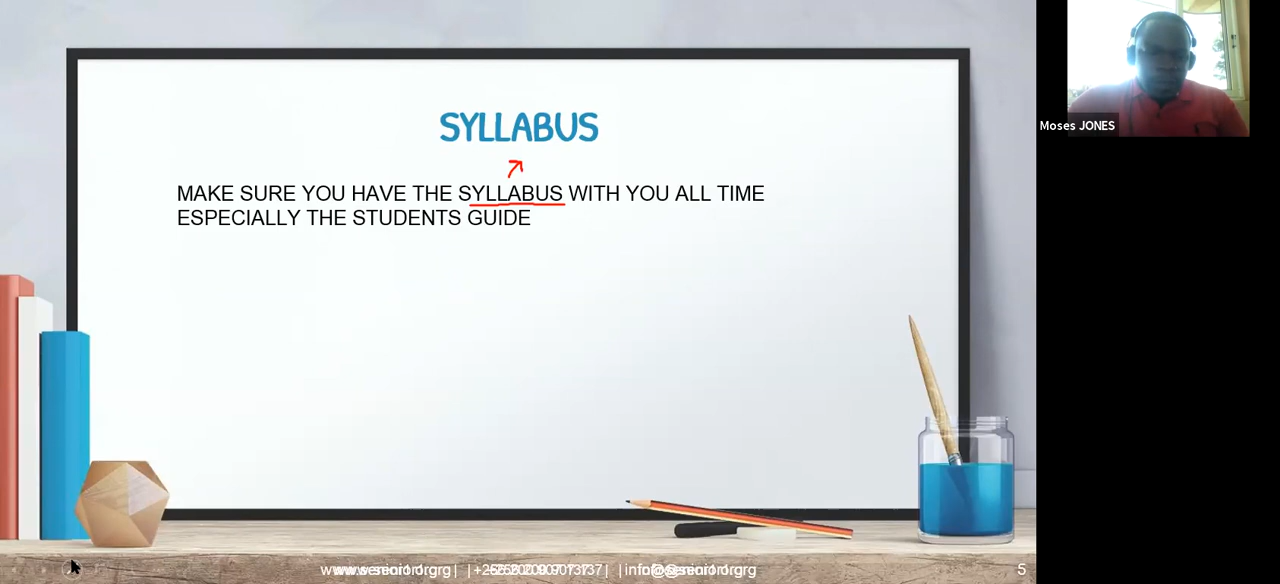 SYLLABUS
MAKE SURE YOU HAVE THE SYLLABUS WITH YOU ALL TIME
ESPECIALLY THE STUDENTS GUIDE
Moses JONES
5